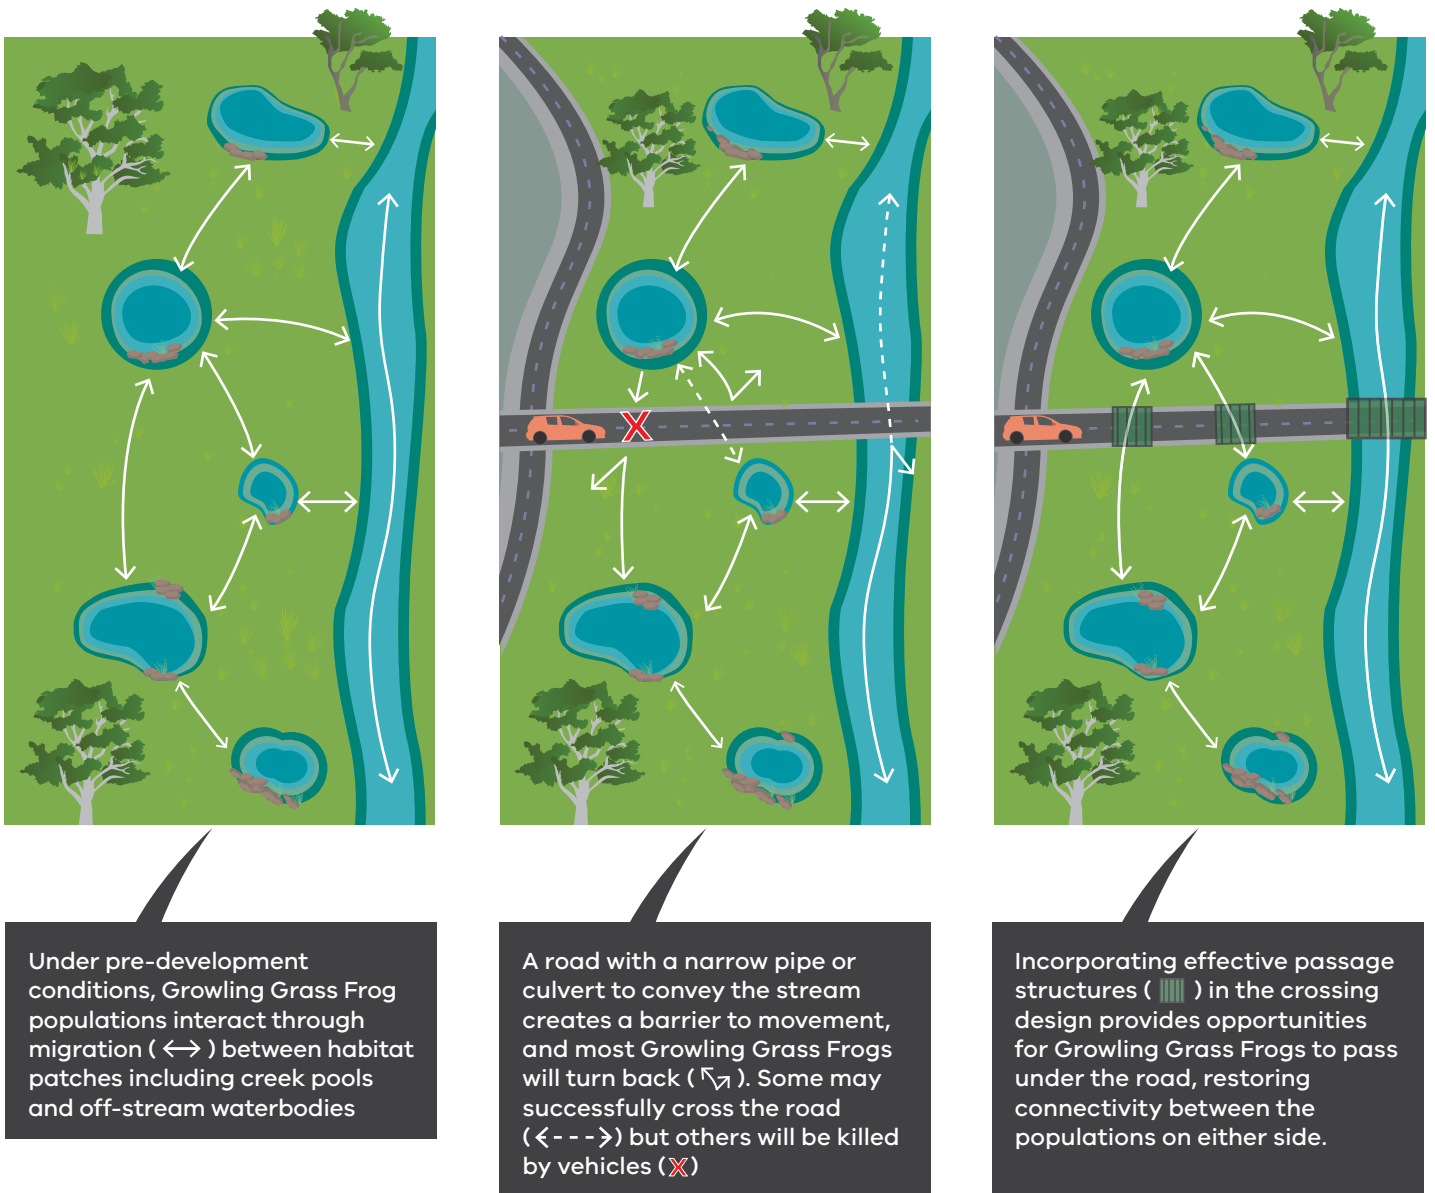 Under pre-development
conditions, Growling Grass Frog
populations interact through
migration ( ↔ ) between habitat
patches including creek pools
and off-stream waterbodies
A road with a narrow pipe or
culvert to convey the stream
creates a barrier to movement,
and most Growling Grass Frogs
will turn back ( ). Some may
successfully cross the road
(<--->) but others will be killed
by vehicles (X)
Incorporating effective passage
structures ( ) in the crossing
design provides opportunities
for Growling Grass Frogs to pass
under the road, restoring
connectivity between the
populations on either side.
X